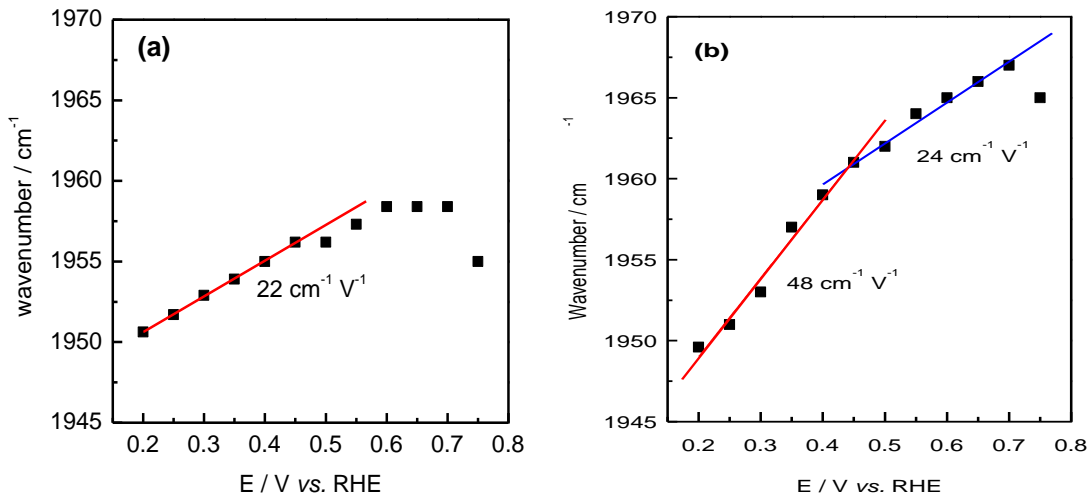 (a)
wavenumber / cm⁻¹
1970
1965
1960
1955
1950
1945
22 cm⁻¹ V⁻¹
0.2 0.3 0.4 0.5 0.6 0.7 0.8
E / V vs. RHE
(b)
Wavenumber / cm⁻¹
1970
1965
1960
1955
1950
1945
24 cm⁻¹ V⁻¹
48 cm⁻¹ V⁻¹
0.2 0.3 0.4 0.5 0.6 0.7 0.8
E / V vs. RHE